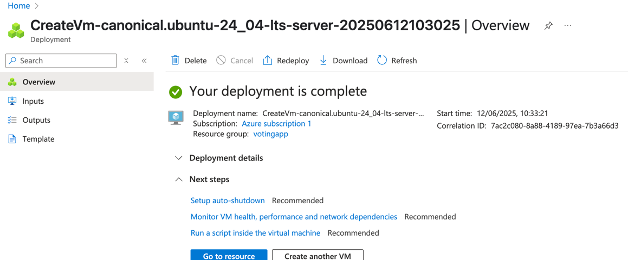 Home >
CreateVm-canonical.ubuntu-24_04-lts-server-20250612103025 | Overview ...
Deployment
Search
Delete Cancel Redeploy Download Refresh
Overview
Inputs
Outputs
Template
Your deployment is complete
Deployment name: CreateVm-canonical.ubuntu-24_04-lts-server-...
Subscription: Azure subscription 1
Resource group: votingapp
Start time: 12/06/2025, 10:33:21
Correlation ID: 7ac2c080-8a88-4189-97ea-7b3a66d3
Deployment details
Next steps
Setup auto-shutdown Recommended
Monitor VM health, performance and network dependencies Recommended
Run a script inside the virtual machine Recommended
Go to resource Create another VM